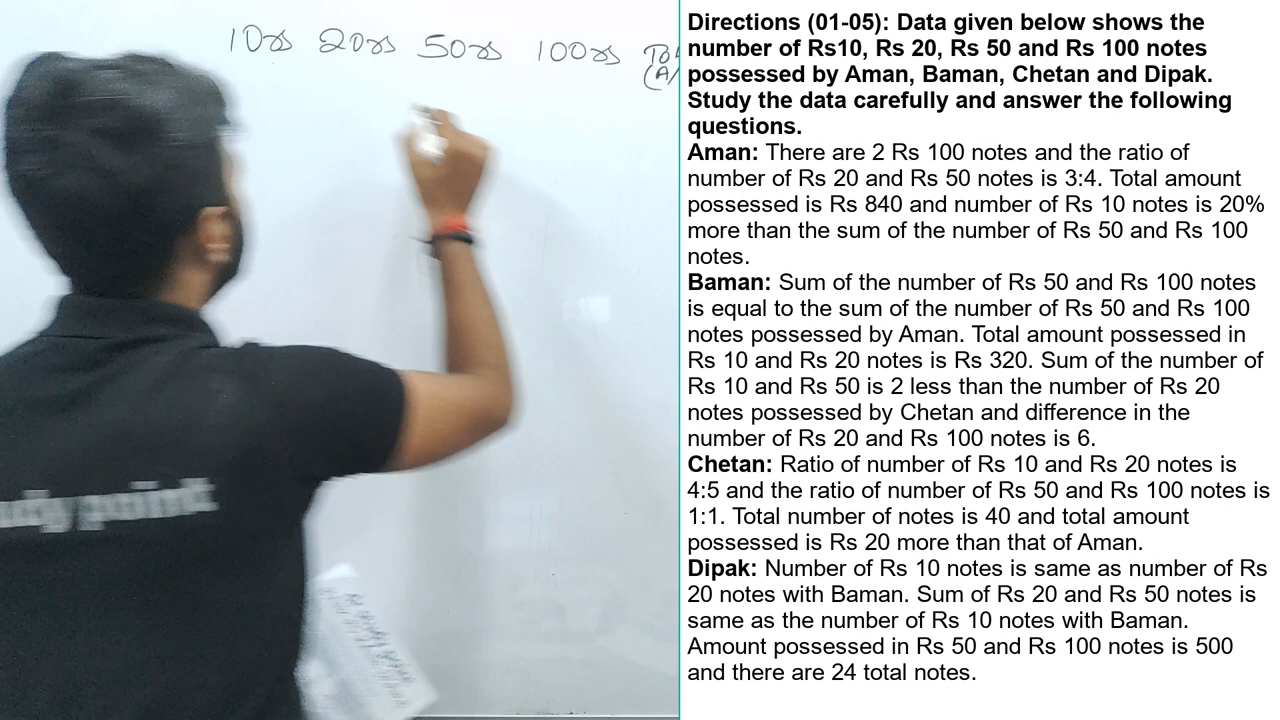 10rs 20rs 50rs 100rs
Directions (01-05): Data given below shows the
number of Rs10, Rs 20, Rs 50 and Rs 100 notes
possessed by Aman, Baman, Chetan and Dipak.
Study the data carefully and answer the following
questions.
Aman: There are 2 Rs 100 notes and the ratio of
number of Rs 20 and Rs 50 notes is 3:4. Total amount
possessed is Rs 840 and number of Rs 10 notes is 20%
more than the sum of the number of Rs 50 and Rs 100
notes.
Baman: Sum of the number of Rs 50 and Rs 100 notes
is equal to the sum of the number of Rs 50 and Rs 100
notes possessed by Aman. Total amount possessed in
Rs 10 and Rs 20 notes is Rs 320. Sum of the number of
Rs 10 and Rs 50 is 2 less than the number of Rs 20
notes possessed by Chetan and difference in the
number of Rs 20 and Rs 100 notes is 6.
Chetan: Ratio of number of Rs 10 and Rs 20 notes is
4:5 and the ratio of number of Rs 50 and Rs 100 notes is
1:1. Total number of notes is 40 and total amount
possessed is Rs 20 more than that of Aman.
Dipak: Number of Rs 10 notes is same as number of Rs
20 notes with Baman. Sum of Rs 20 and Rs 50 notes is
same as the number of Rs 10 notes with Baman.
Amount possessed in Rs 50 and Rs 100 notes is 500
and there are 24 total notes.
point